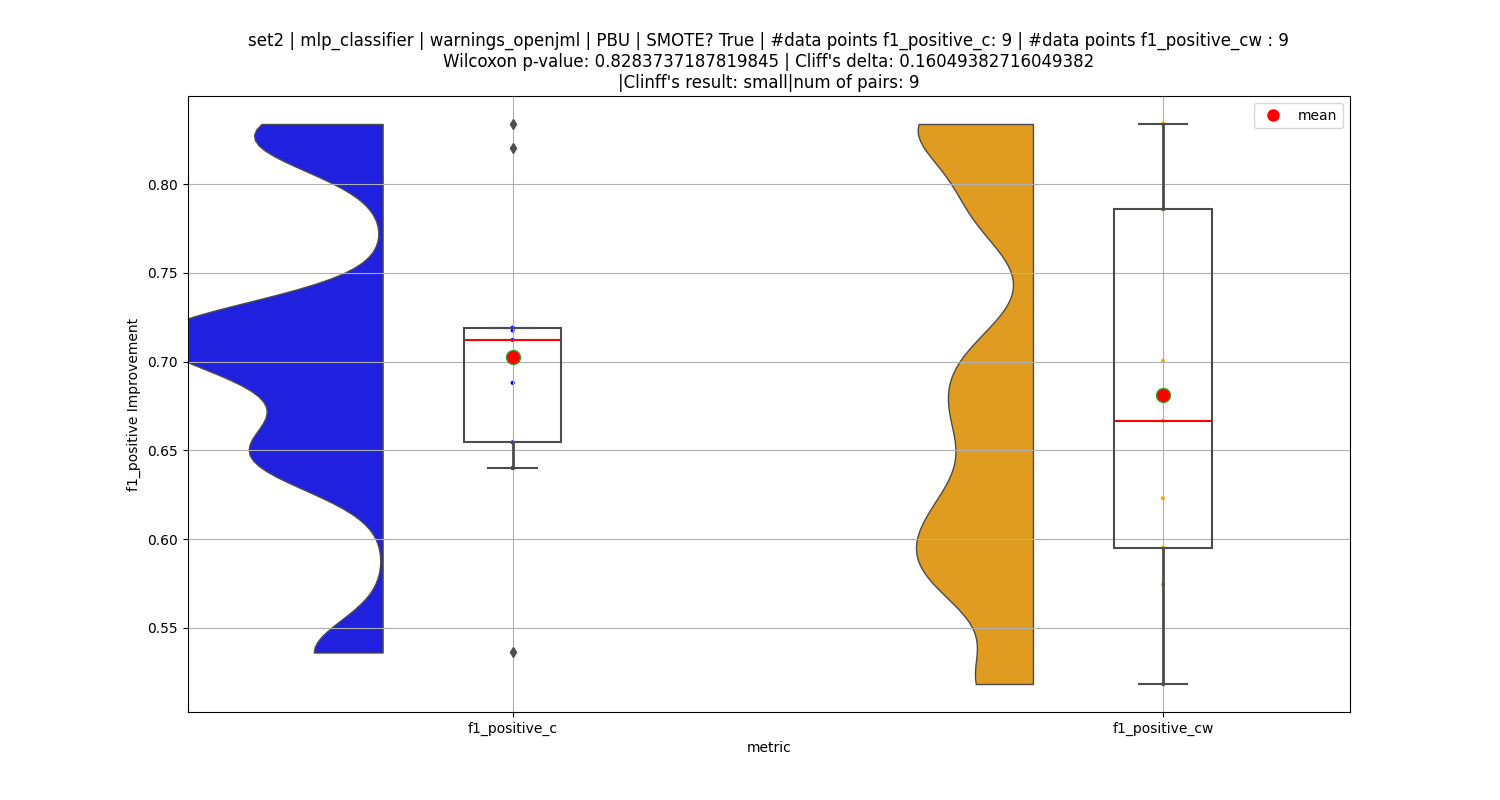 set2 | mlp_classifier | warnings_openjml | PBU | SMOTE? True | #data points f1_positive_c: 9 | #data points f1_positive_cw : 9
Wilcoxon p-value: 0.8283737187819845 | Cliff's delta: 0.16049382716049382
|Clinff's result: small|num of pairs: 9
mean
0.80
0.75
0.70
0.65
0.60
0.55
f1_positive Improvement
f1_positive_c
f1_positive_cw
metric